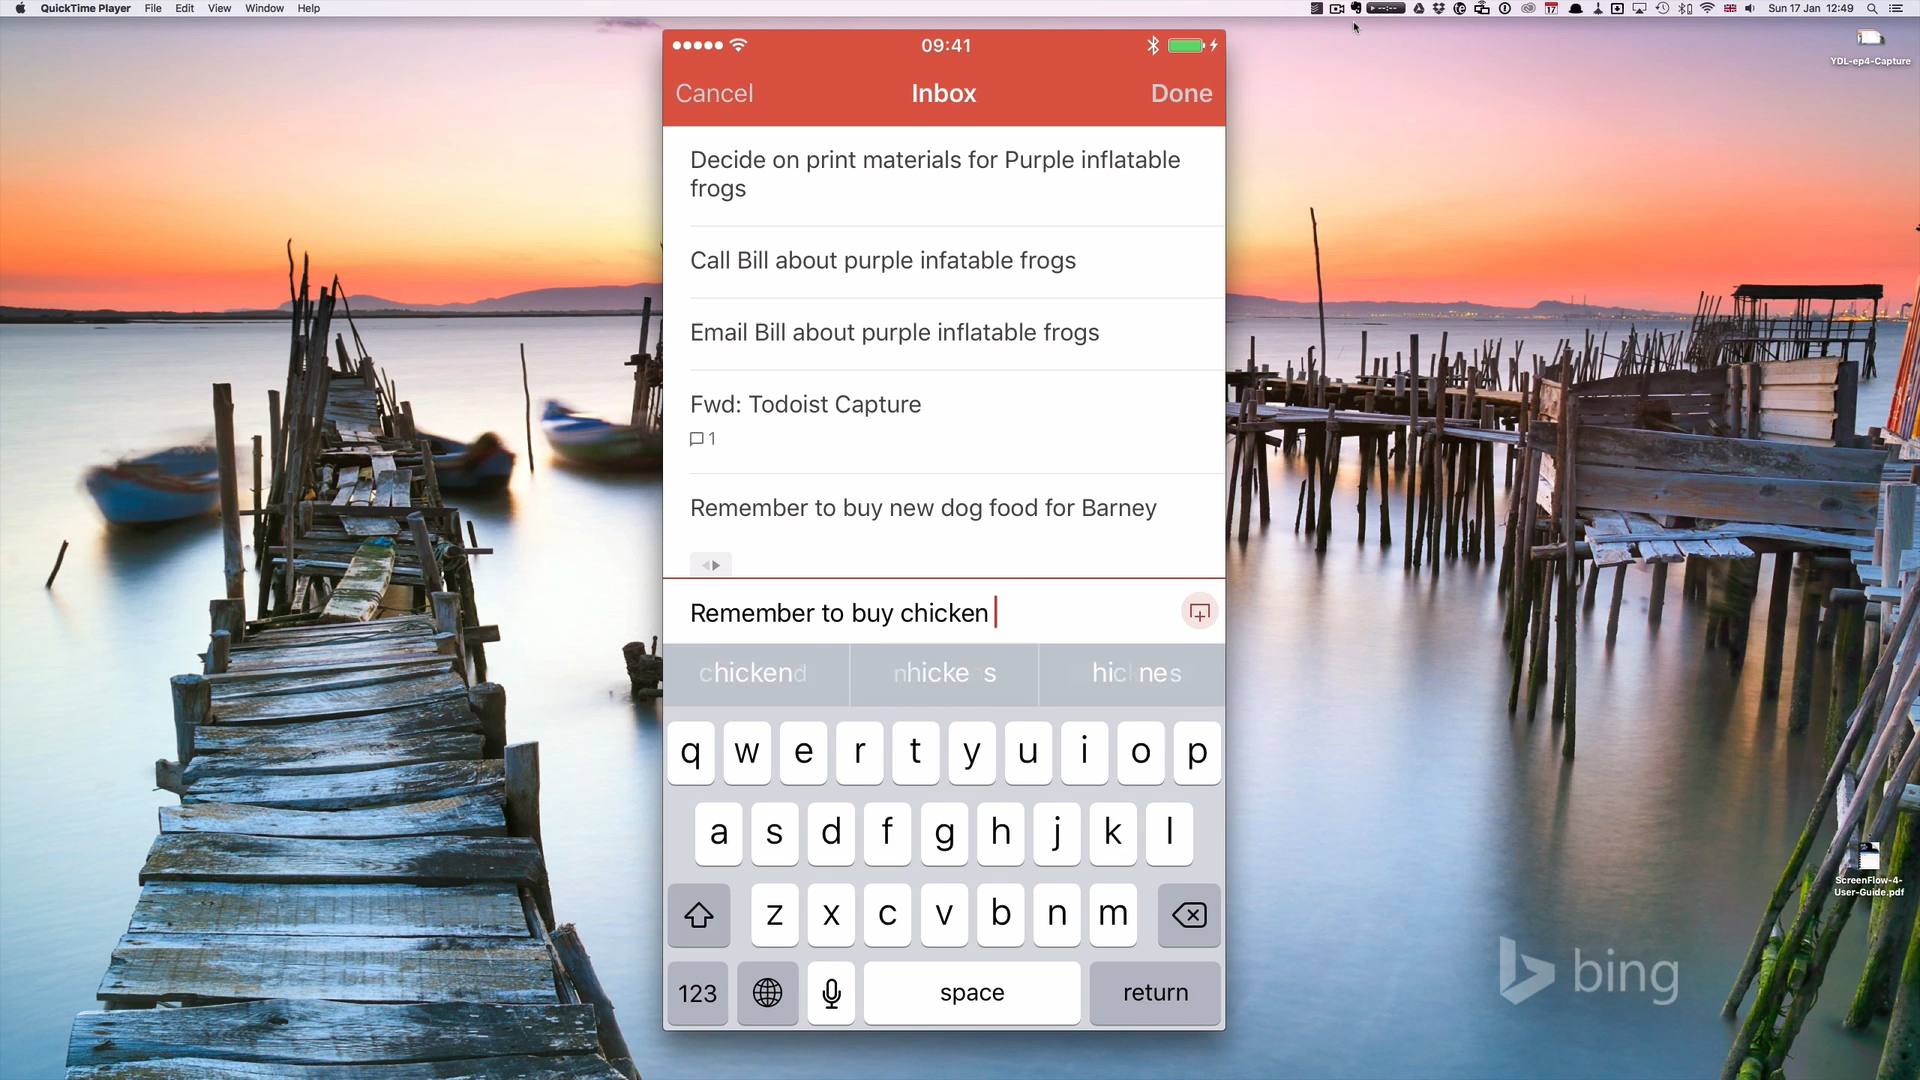 QuickTime Player File Edit View Window Help
17 Sun 17 Jan 12:49
YDL-ep4-Capture
09:41
Cancel Inbox Done
Decide on print materials for Purple inflatable
frogs
Call Bill about purple infatable frogs
Email Bill about purple inflatable frogs
Fwd: Todoist Capture
1
Remember to buy new dog food for Barney
Remember to buy chicken
q w e r t y u i o p
a s d f g h j k l
z x c v b n m
123 space return
ScreenFlow-4-
User-Guide.pdf
bing